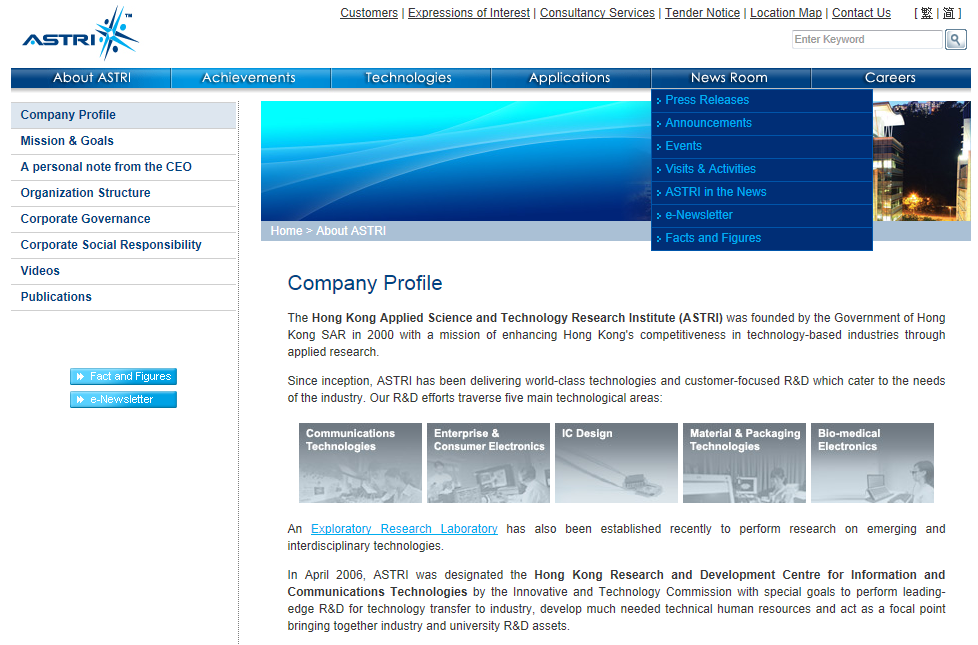 Customers | Expressions of Interest | Consultancy Services | Tender Notice | Location Map | Contact Us [ 繁 | 简 ]
ASTRI™
Enter Keyword
About ASTRI Achievements Technologies Applications News Room Careers
Press Releases
Announcements
Events
Visits & Activities
ASTRI in the News
e-Newsletter
Facts and Figures
Company Profile
Mission & Goals
A personal note from the CEO
Organization Structure
Corporate Governance
Corporate Social Responsibility
Videos
Publications
Fact and Figures
e-Newsletter
Home > About ASTRI
Company Profile
The Hong Kong Applied Science and Technology Research Institute (ASTRI) was founded by the Government of Hong
Kong SAR in 2000 with a mission of enhancing Hong Kong's competitiveness in technology-based industries through
applied research.
Since inception, ASTRI has been delivering world-class technologies and customer-focused R&D which cater to the needs
of the industry. Our R&D efforts traverse five main technological areas:
Communications
Technologies
Enterprise &
Consumer Electronics
IC Design
Material & Packaging
Technologies
Bio-medical
Electronics
An Exploratory Research Laboratory has also been established recently to perform research on emerging and
interdisciplinary technologies.
In April 2006, ASTRI was designated the Hong Kong Research and Development Centre for Information and
Communications Technologies by the Innovative and Technology Commission with special goals to perform leading-
edge R&D for technology transfer to industry, develop much needed technical human resources and act as a focal point
bringing together industry and university R&D assets.